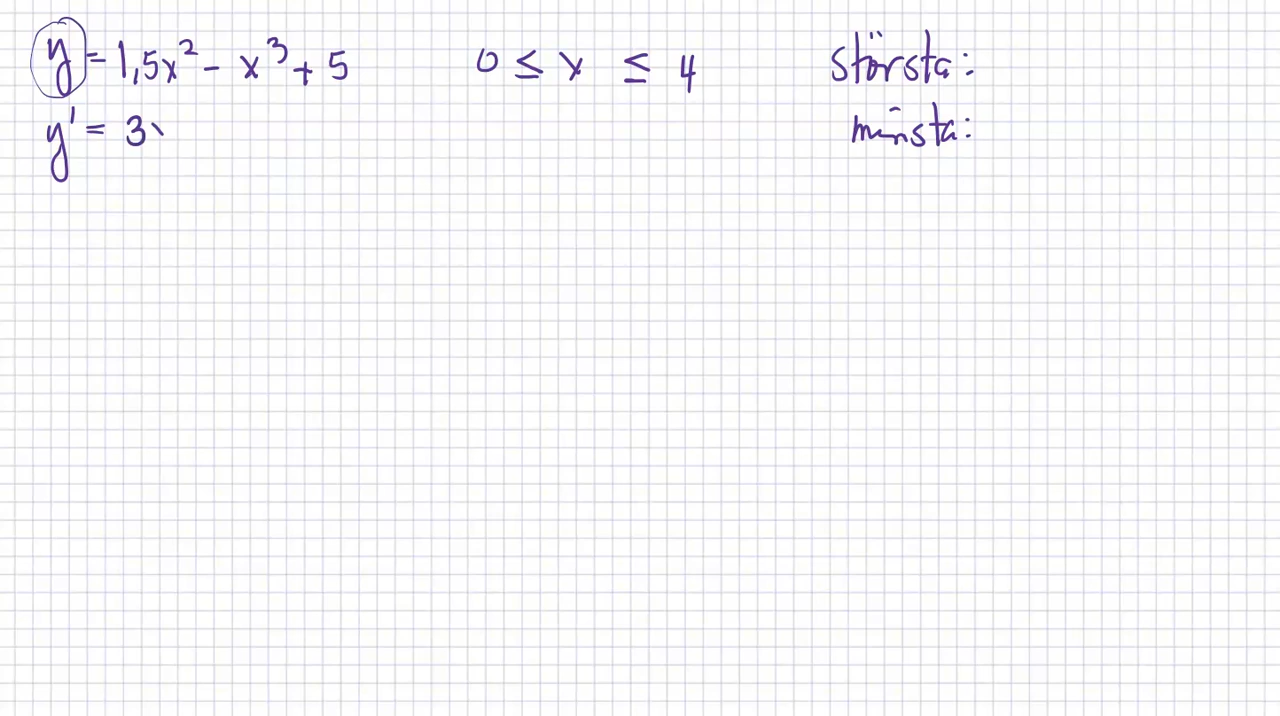 y = 1,5x² - x³ + 5 0 ≤ x ≤ 4 största:
y' = 3 minsta: